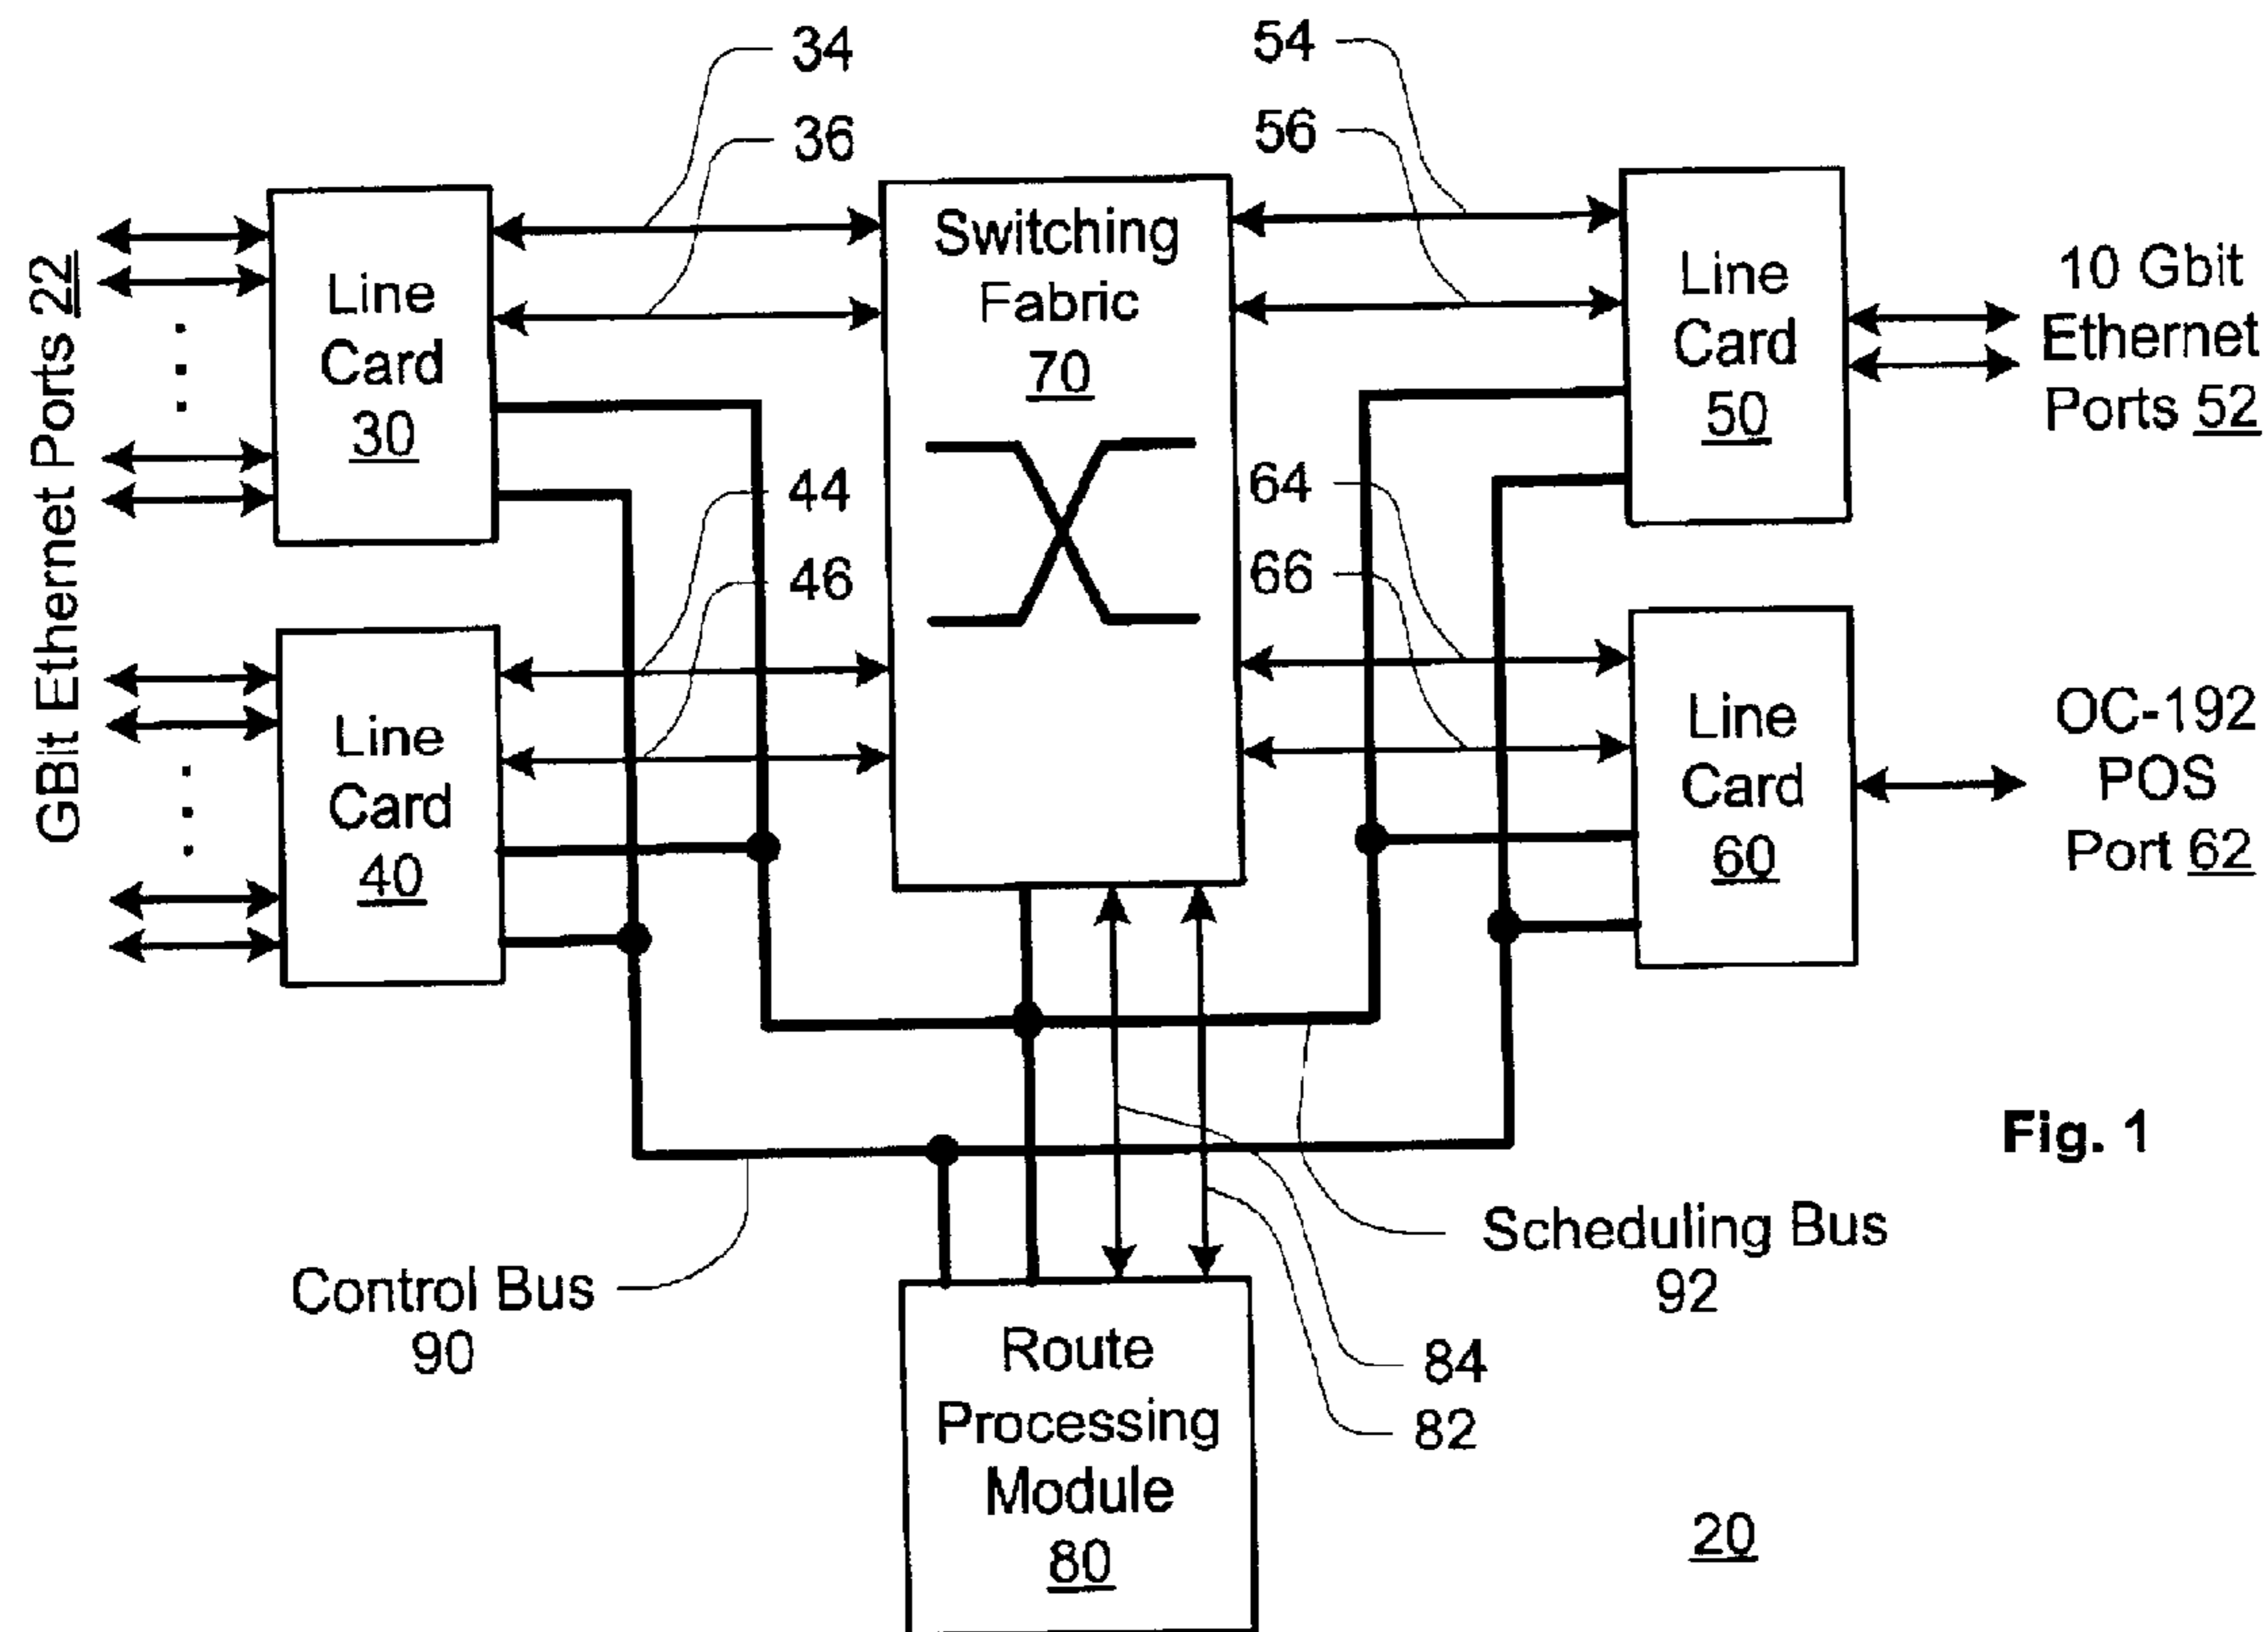 34
36
54
56
GBit Ethernet Ports 22
Line
Card
30
Switching
Fabric
70
Line
Card
50
10 Gbit
Ethernet
Ports 52
44
46
64
66
Line
Card
40
Line
Card
60
OC-192
POS
Port 62
Fig. 1
Control Bus
90
Scheduling Bus
92
84
82
Route
Processing
Module
80
20